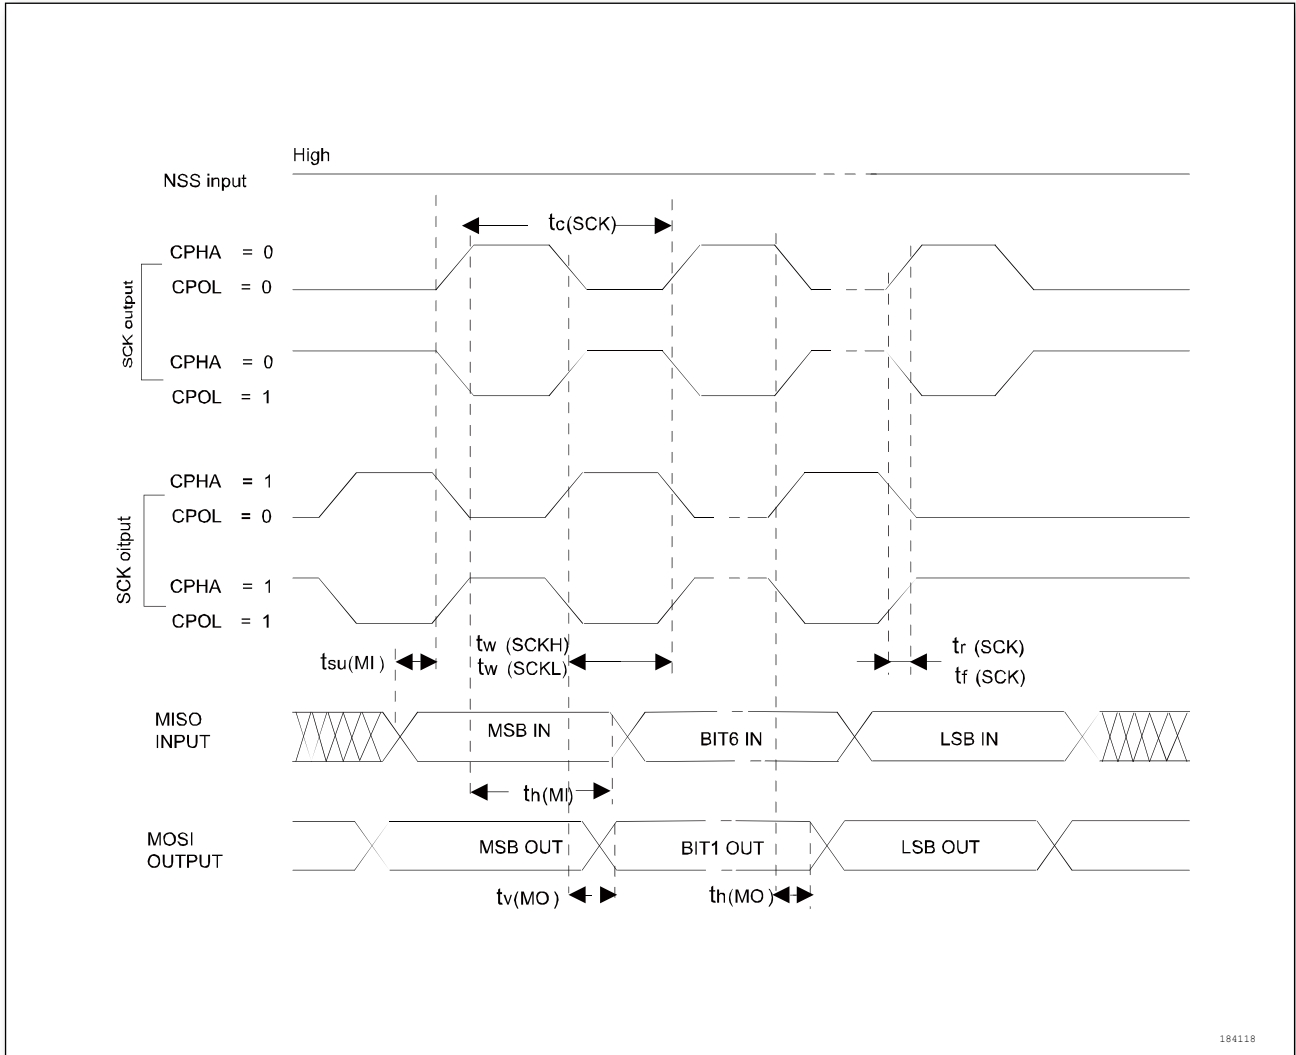 High
NSS input
tc(SCK)
CPHA = 0
CPOL = 0
SCK output
CPHA = 0
CPOL = 1
CPHA = 1
CPOL = 0
SCK oitput
CPHA = 1
CPOL = 1
tsu(MI)
tw (SCKH)
tw (SCKL)
tr (SCK)
tf (SCK)
MISO
INPUT
MSB IN
BIT6 IN
LSB IN
th(MI)
MOSI
OUTPUT
MSB OUT
BIT1 OUT
LSB OUT
tv(MO)
th(MO)
184118